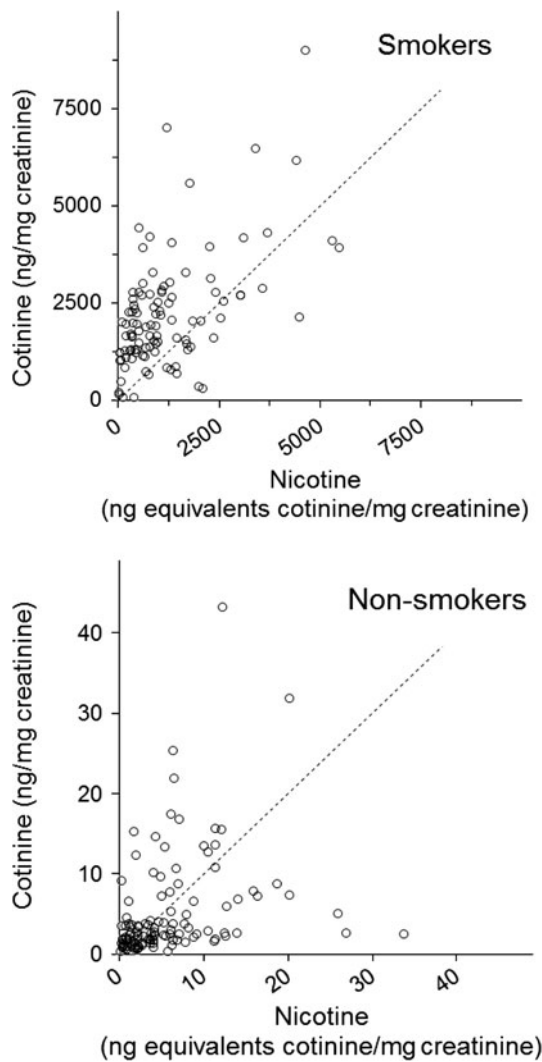 Smokers
Cotinine (ng/mg creatinine)
7500
5000
2500
0
0
2500
5000
7500
Nicotine
(ng equivalents cotinine/mg creatinine)
Non-smokers
Cotinine (ng/mg creatinine)
40
30
20
10
0
0
10
20
30
40
Nicotine
(ng equivalents cotinine/mg creatinine)